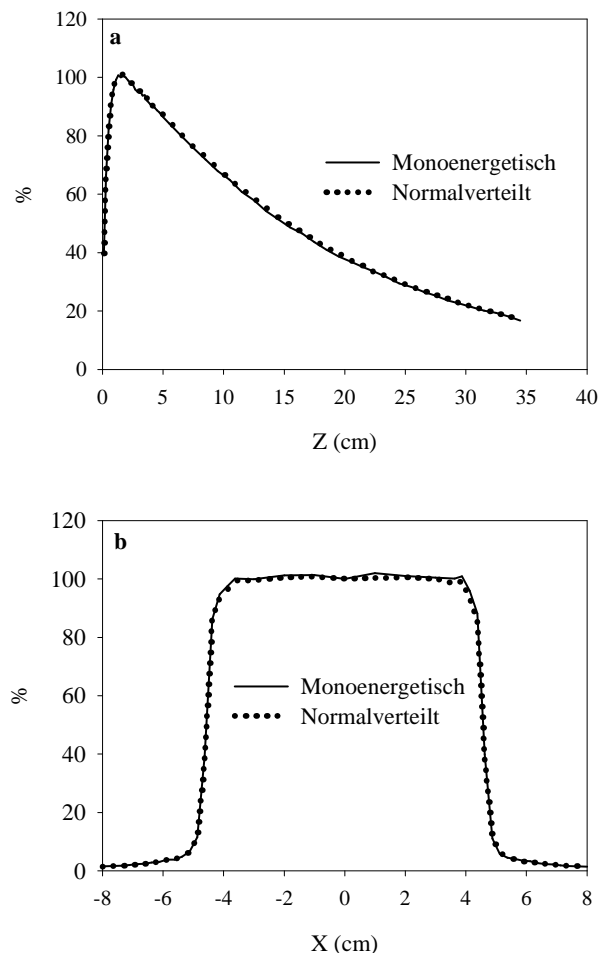 a
120
100
80
60
40
20
0
%
Monoenergetisch
Normalverteilt
0 5 10 15 20 25 30 35 40
Z (cm)
b
120
100
80
60
40
20
0
%
Monoenergetisch
Normalverteilt
-8 -6 -4 -2 0 2 4 6 8
X (cm)